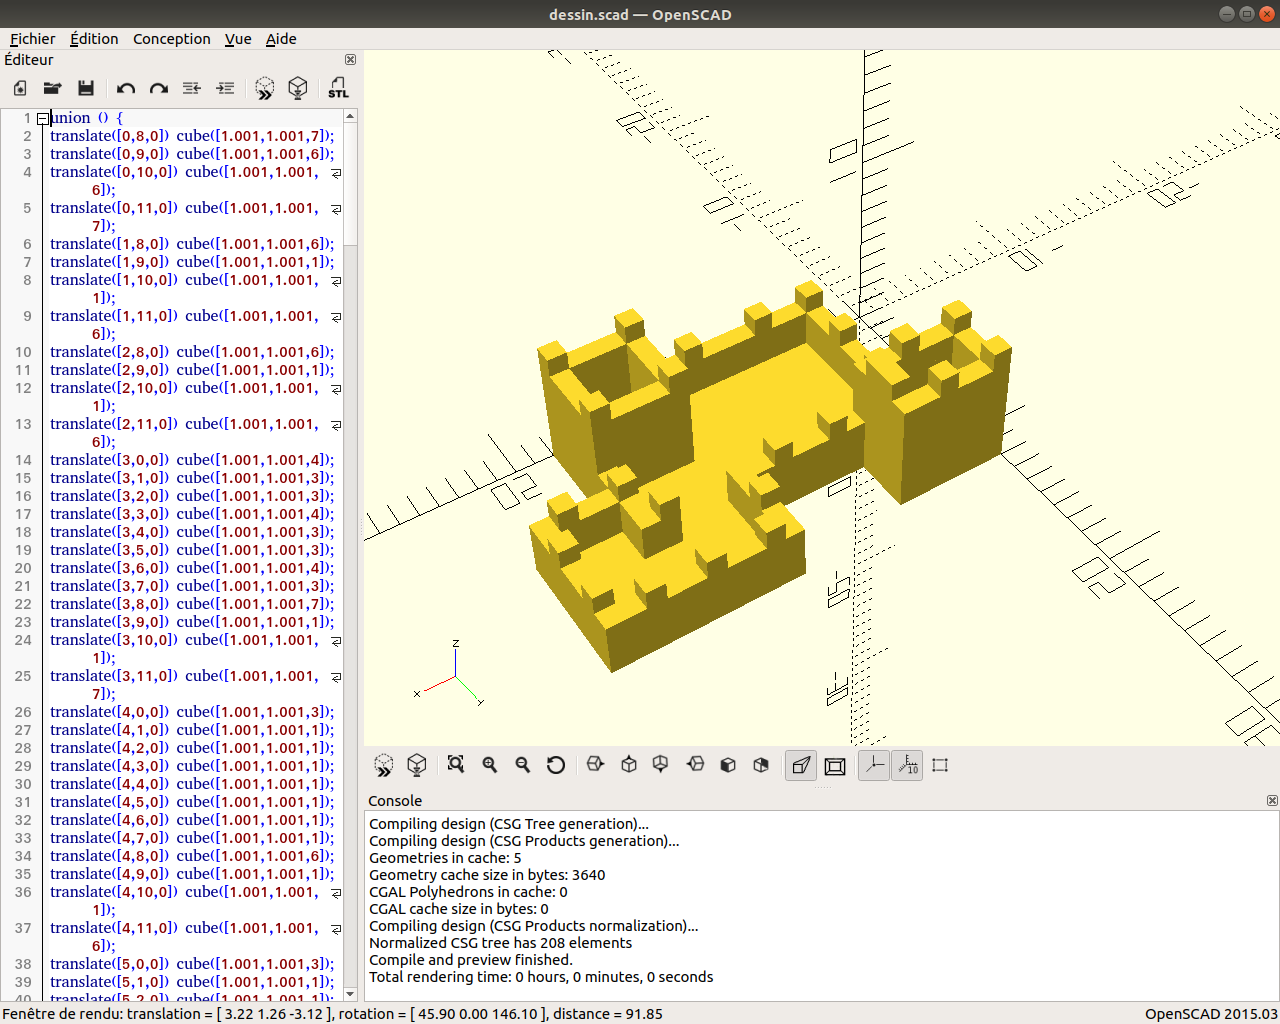 dessin.scad — OpenSCAD
Fichier Édition Conception Vue Aide
Éditeur
STL
1 union () {
2 translate([0,8,0]) cube([1.001,1.001,7]);
3 translate([0,9,0]) cube([1.001,1.001,6]);
4 translate([0,10,0]) cube([1.001,1.001,
6]);
5 translate([0,11,0]) cube([1.001,1.001,
7]);
6 translate([1,8,0]) cube([1.001,1.001,6]);
7 translate([1,9,0]) cube([1.001,1.001,1]);
8 translate([1,10,0]) cube([1.001,1.001,
1]);
9 translate([1,11,0]) cube([1.001,1.001,
6]);
10 translate([2,8,0]) cube([1.001,1.001,6]);
11 translate([2,9,0]) cube([1.001,1.001,1]);
12 translate([2,10,0]) cube([1.001,1.001,
1]);
13 translate([2,11,0]) cube([1.001,1.001,
6]);
14 translate([3,0,0]) cube([1.001,1.001,4]);
15 translate([3,1,0]) cube([1.001,1.001,3]);
16 translate([3,2,0]) cube([1.001,1.001,3]);
17 translate([3,3,0]) cube([1.001,1.001,4]);
18 translate([3,4,0]) cube([1.001,1.001,3]);
19 translate([3,5,0]) cube([1.001,1.001,3]);
20 translate([3,6,0]) cube([1.001,1.001,4]);
21 translate([3,7,0]) cube([1.001,1.001,3]);
22 translate([3,8,0]) cube([1.001,1.001,7]);
23 translate([3,9,0]) cube([1.001,1.001,1]);
24 translate([3,10,0]) cube([1.001,1.001,
1]);
25 translate([3,11,0]) cube([1.001,1.001,
7]);
26 translate([4,0,0]) cube([1.001,1.001,3]);
27 translate([4,1,0]) cube([1.001,1.001,1]);
28 translate([4,2,0]) cube([1.001,1.001,1]);
29 translate([4,3,0]) cube([1.001,1.001,1]);
30 translate([4,4,0]) cube([1.001,1.001,1]);
31 translate([4,5,0]) cube([1.001,1.001,1]);
32 translate([4,6,0]) cube([1.001,1.001,1]);
33 translate([4,7,0]) cube([1.001,1.001,1]);
34 translate([4,8,0]) cube([1.001,1.001,6]);
35 translate([4,9,0]) cube([1.001,1.001,1]);
36 translate([4,10,0]) cube([1.001,1.001,
1]);
37 translate([4,11,0]) cube([1.001,1.001,
6]);
38 translate([5,0,0]) cube([1.001,1.001,3]);
39 translate([5,1,0]) cube([1.001,1.001,1]);
40 translate([5,2,0]) cube([1.001,1.001,1]);
z
x
y
10
Console
Compiling design (CSG Tree generation)...
Compiling design (CSG Products generation)...
Geometries in cache: 5
Geometry cache size in bytes: 3640
CGAL Polyhedrons in cache: 0
CGAL cache size in bytes: 0
Compiling design (CSG Products normalization)...
Normalized CSG tree has 208 elements
Compile and preview finished.
Total rendering time: 0 hours, 0 minutes, 0 seconds
Fenêtre de rendu: translation = [ 3.22 1.26 -3.12 ], rotation = [ 45.90 0.00 146.10 ], distance = 91.85
OpenSCAD 2015.03